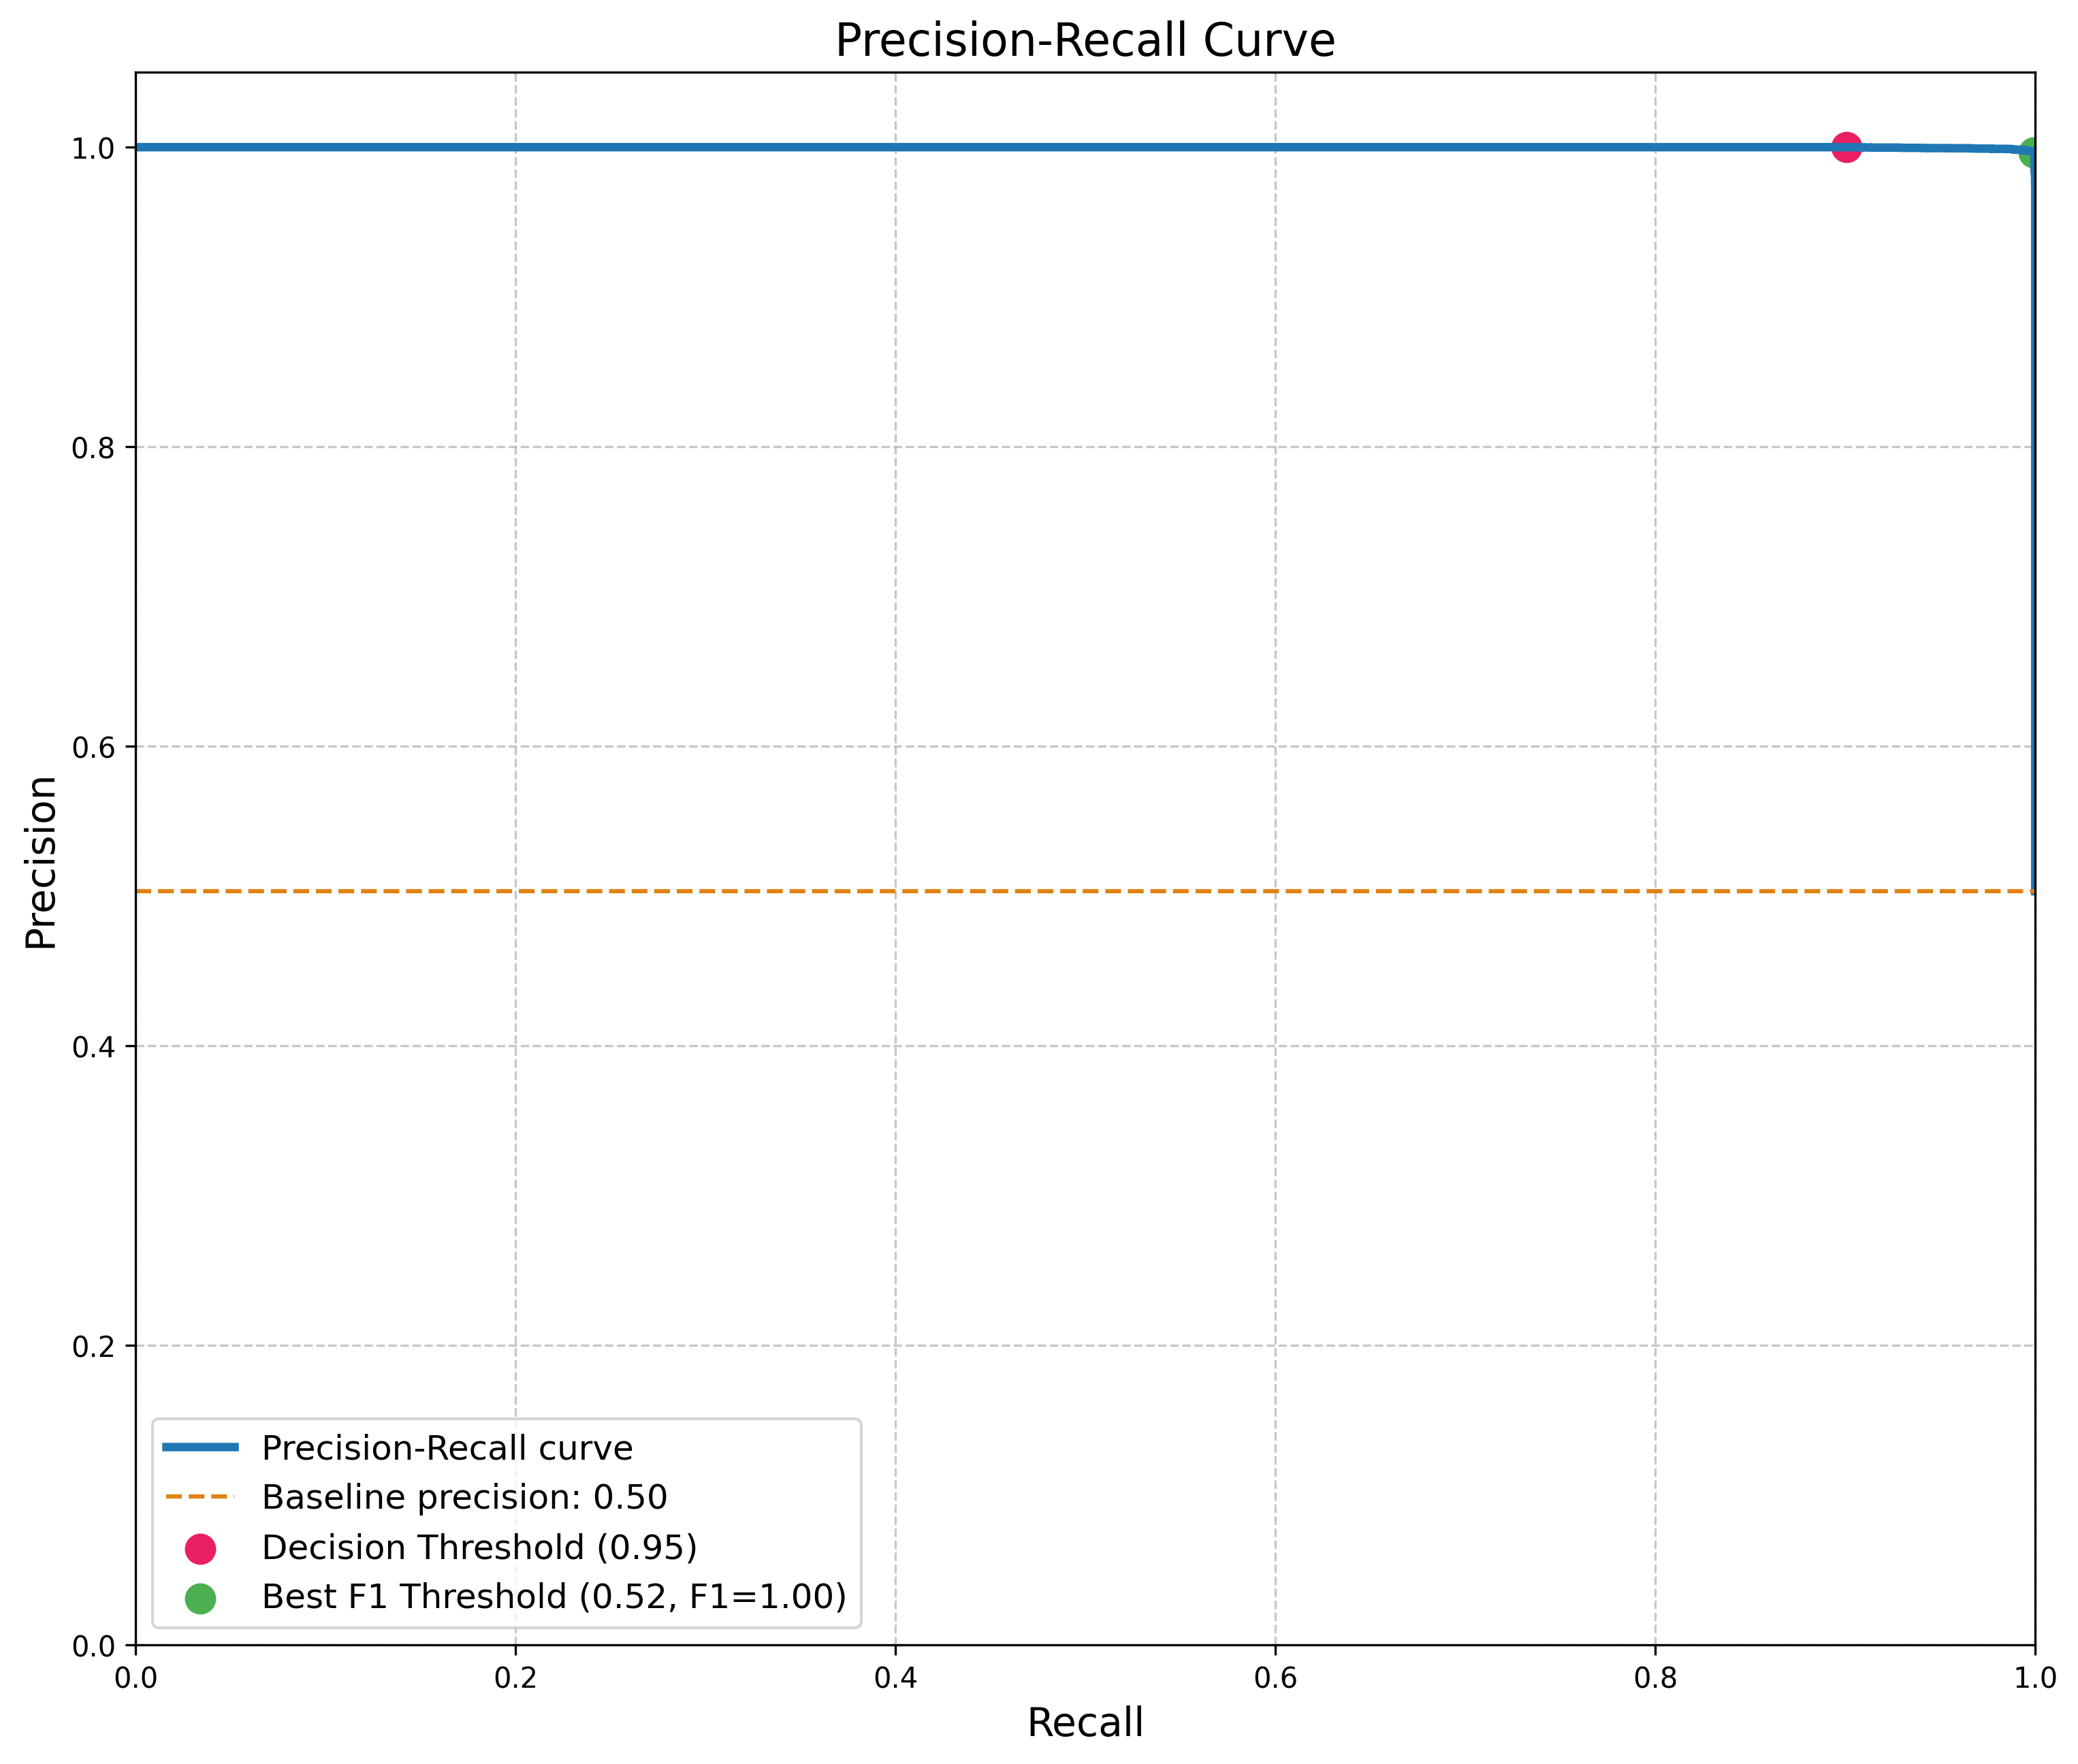 Precision-Recall Curve
Precision
1.0
0.8
0.6
0.4
0.2
0.0
Precision-Recall curve
Baseline precision: 0.50
Decision Threshold (0.95)
Best F1 Threshold (0.52, F1=1.00)
0.0 0.2 0.4 0.6 0.8 1.0
Recall